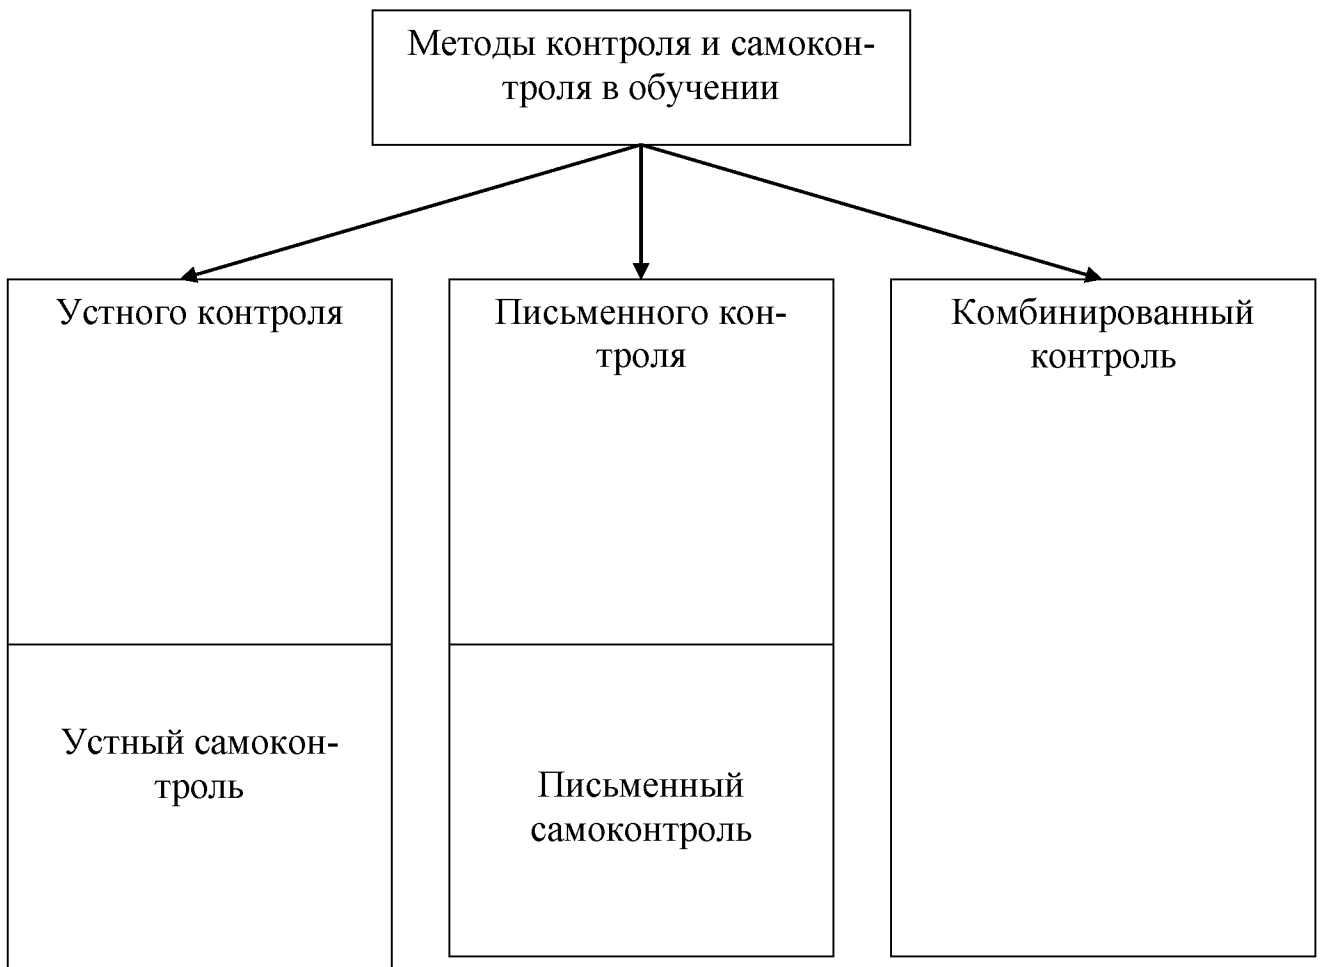 Методы контроля и самокон-
троля в обучении
Устного контроля
Письменного кон-
троля
Комбинированный
контроль
Устный самокон-
троль
Письменный
самоконтроль